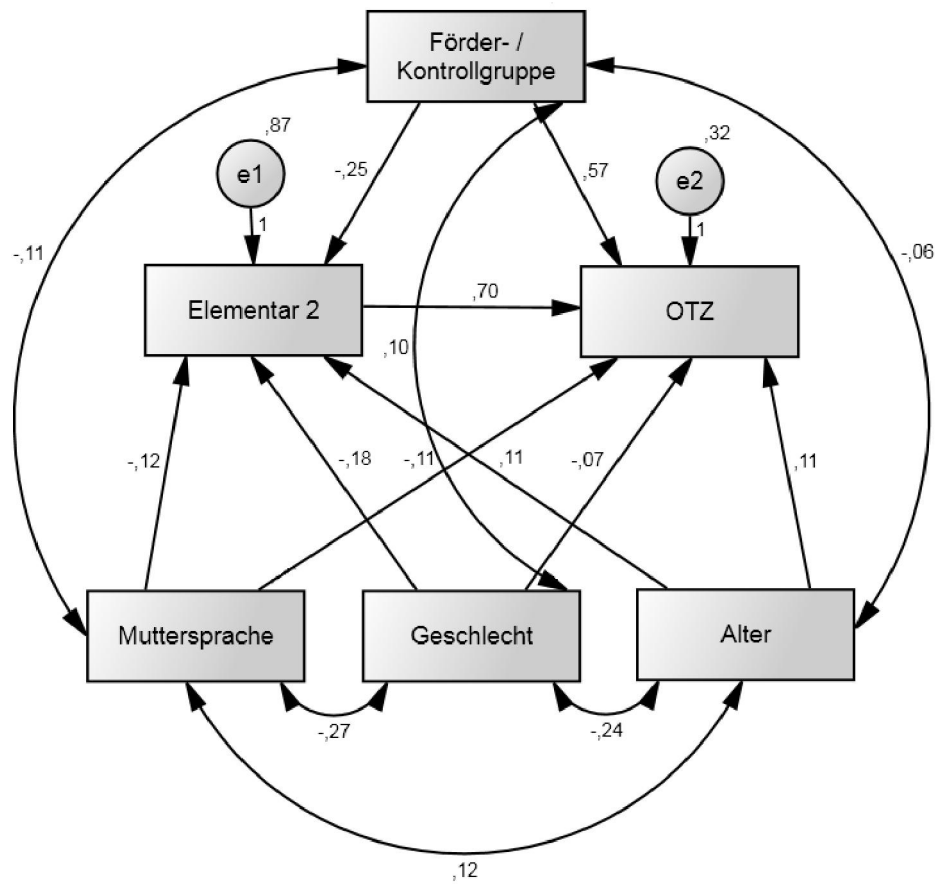 Förder- /
Kontrollgruppe
,87
,32
e1
e2
-,25
,57
1
1
-,11
-,06
Elementar 2
,70
OTZ
,10
-,12
-,18
-,11
,11
-,07
,11
Muttersprache
Geschlecht
Alter
-,27
-,24
,12